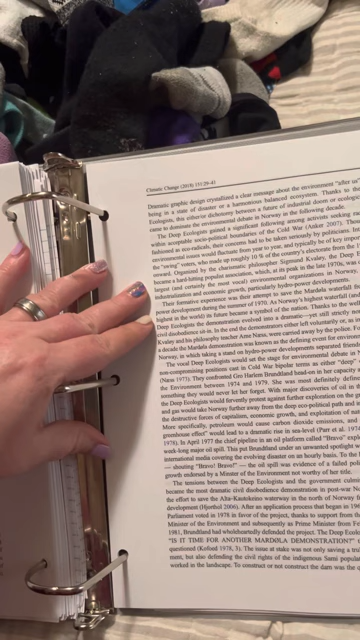 Climatic Change (2018) 151:29–43
Dramatic graphic design crystallized a clear message about the environment "after us"
being in a state of disaster or a harmonious balanced ecosystem. Thanks to the
Ecologists, this either dichotomy between a future of industrial doom or ecological
came to dominate the environmental debate in Norway in the following decade.
The Deep Ecologists gained a significant following among activists seeking
within acceptable socio-political boundaries of the Cold War (Anker 2007). Though
fashioned as eco-radicals, their concerns had to be taken seriously by politicians.
environmental issues would fluctuate from year to year, and typically be of key
the "swing" voters, who made up roughly 10 % of the country's electorate from the
onward. Organized by the charismatic philosopher Sigmund Kvaløy, the Deep
became a hard hitting populist association, which, at its peak in the late 1970s, was
largest (and certainly the most vocal) environmental organizations in Norway.
industrialization and economic growth, particularly hydro-power developments.
Their formative experience was their attempt to save the Mardøla waterfall
power development during the summer of 1970. As Norway's highest waterfall
highest in the world) its future became a symbol of the nation. Thanks to the
Deep Ecologists the demonstration evolved into a dramatic—yet still strictly
civil disobedience sit-in. In the end the demonstrators either left voluntarily or, as in
Kvaløy and his philosophy teacher Arne Næss, were carried away by the police. For
a decade the Mardøla demonstration was known as the defining event for environmental
Norway, in which taking a stand on hydro-power developments separated friends
The vocal Deep Ecologists would set the stage for environmental debate in
non-compromising positions cast in Cold War bipolar terms as either "deep"
(Næss 1973). They confronted Gro Harlem Brundtland head-on in her capacity as
the Environment between 1974 and 1979. She was most definitely
something they would never let her forget. With major discoveries of oil in
the Deep Ecologists would fervently protest against further exploration on the
and gas would take Norway further away from the deep eco-political path and
the destructive forces of capitalism, economic growth, and exploitation of
More specifically, petroleum would cause carbon dioxide emissions, and
greenhouse effect" would lead to a dramatic rise in sea-level (Parr et al. 1974
1978). In April 1977 the chief pipeline in an oil platform called "Bravo"
week-long major oil spill. This put Brundtland under an unwanted spotlight
international media covering the evolving disaster on an hourly basis. To the
— shouting "Bravo! Bravo!" — the oil spill was evidence of a failed
growth endorsed by a Minster of the Environment not worthy of her title.
The tensions between the Deep Ecologists and the government
became the most dramatic civil disobedience demonstration in post-war
the effort to save the Alta-Kautokeino waterway in the north of Norway
development (Hjorthol 2006). After an application process that began in
Parliament voted in 1978 in favor of the project, thanks to support from the
Minister of the Environment and subsequently as Prime Minister from
1981, Brundtland had wholeheartedly defended the project. The Deep
"IS IT TIME FOR ANOTHER MARDØLA DEMONSTRATION?"
questioned (Kefood 1978, 3). The issue at stake was not only saving a
ment, but also defending the civil rights of the indigenous Sami
worked in the landscape. To construct or not construct the dam was the